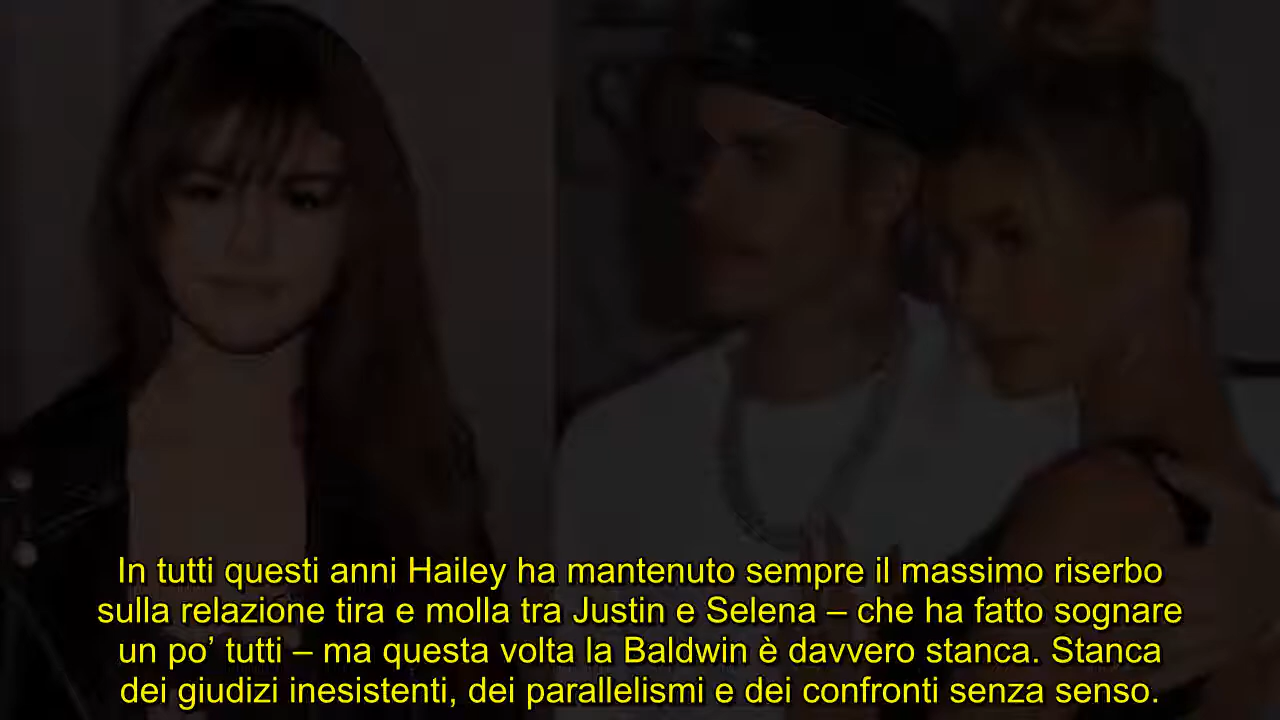 In tutti questi anni Hailey ha mantenuto sempre il massimo riserbo
sulla relazione tira e molla tra Justin e Selena – che ha fatto sognare
un po’ tutti – ma questa volta la Baldwin è davvero stanca. Stanca
dei giudizi inesistenti, dei parallelismi e dei confronti senza senso.